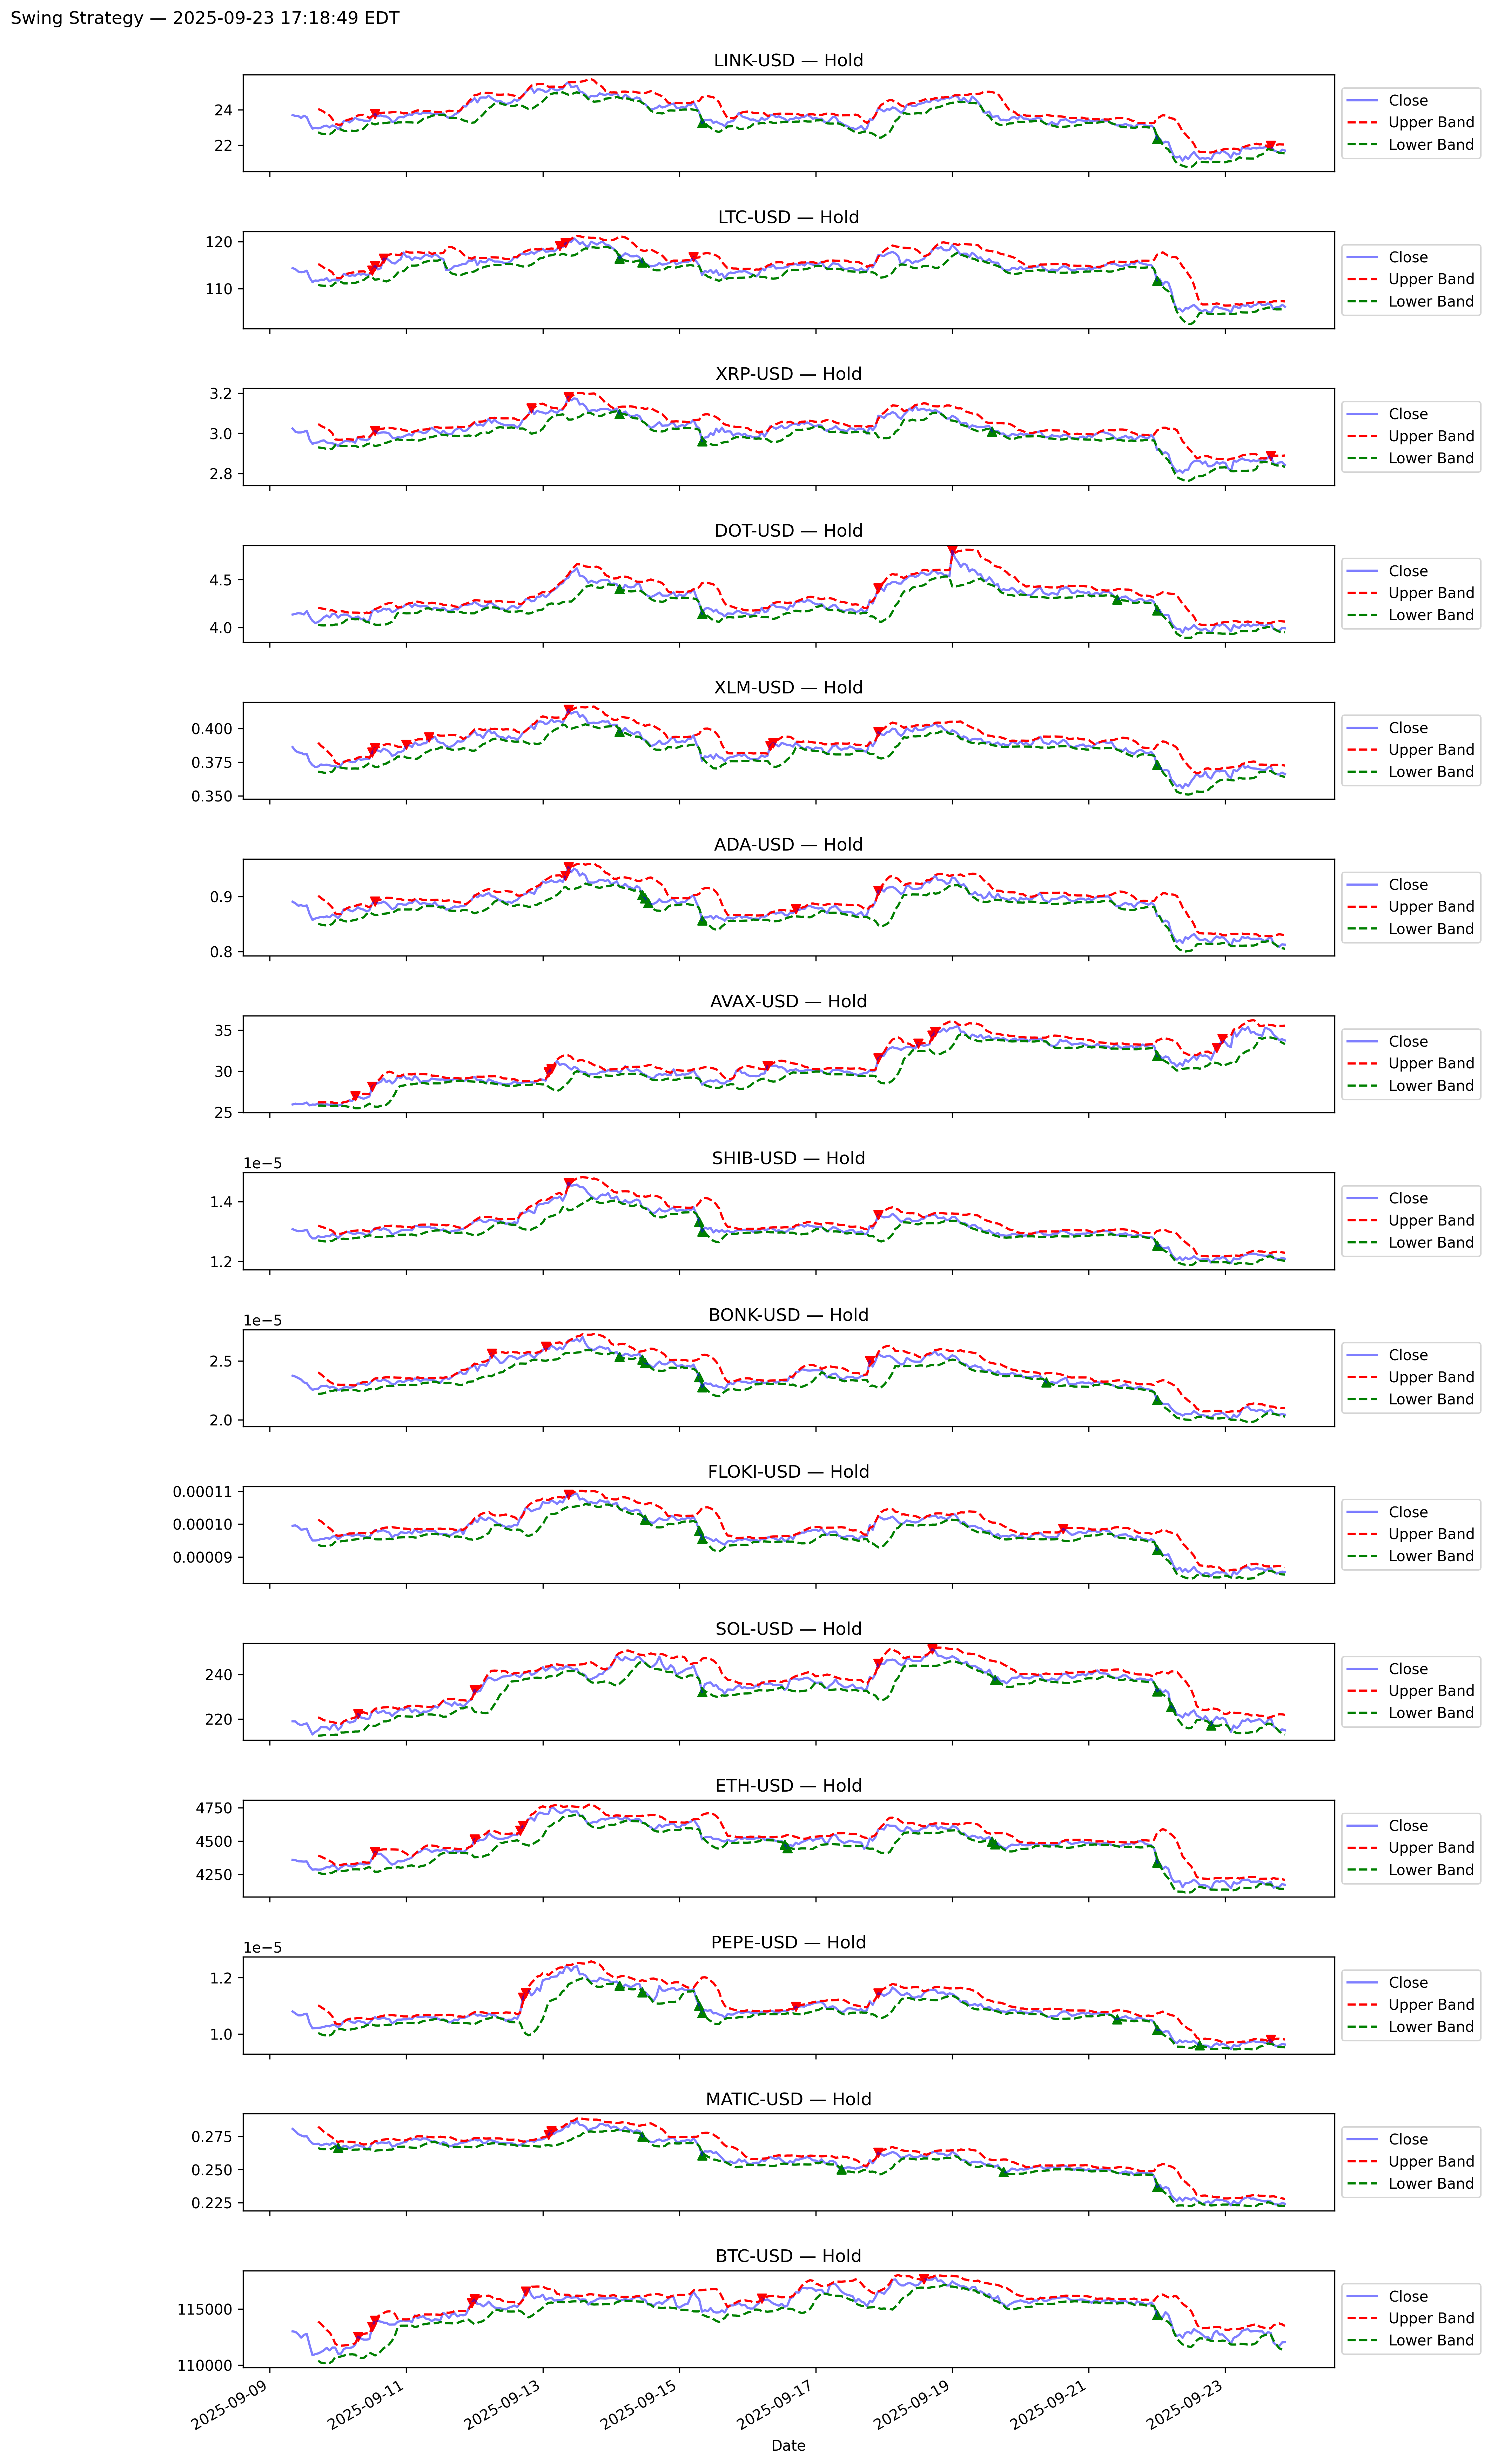 Swing Strategy — 2025-09-23 17:18:49 EDT
LINK-USD — Hold
24
22
Close
Upper Band
Lower Band
LTC-USD — Hold
120
110
Close
Upper Band
Lower Band
XRP-USD — Hold
3.2
3.0
2.8
Close
Upper Band
Lower Band
DOT-USD — Hold
4.5
4.0
Close
Upper Band
Lower Band
XLM-USD — Hold
0.400
0.375
0.350
Close
Upper Band
Lower Band
ADA-USD — Hold
0.9
0.8
Close
Upper Band
Lower Band
AVAX-USD — Hold
35
30
25
Close
Upper Band
Lower Band
SHIB-USD — Hold
1e−5
1.4
1.2
Close
Upper Band
Lower Band
BONK-USD — Hold
1e−5
2.5
2.0
Close
Upper Band
Lower Band
FLOKI-USD — Hold
0.00011
0.00010
0.00009
Close
Upper Band
Lower Band
SOL-USD — Hold
240
220
Close
Upper Band
Lower Band
ETH-USD — Hold
4750
4500
4250
Close
Upper Band
Lower Band
PEPE-USD — Hold
1e−5
1.2
1.0
Close
Upper Band
Lower Band
MATIC-USD — Hold
0.275
0.250
0.225
Close
Upper Band
Lower Band
BTC-USD — Hold
115000
110000
Close
Upper Band
Lower Band
2025-09-09
2025-09-11
2025-09-13
2025-09-15
2025-09-17
2025-09-19
2025-09-21
2025-09-23
Date